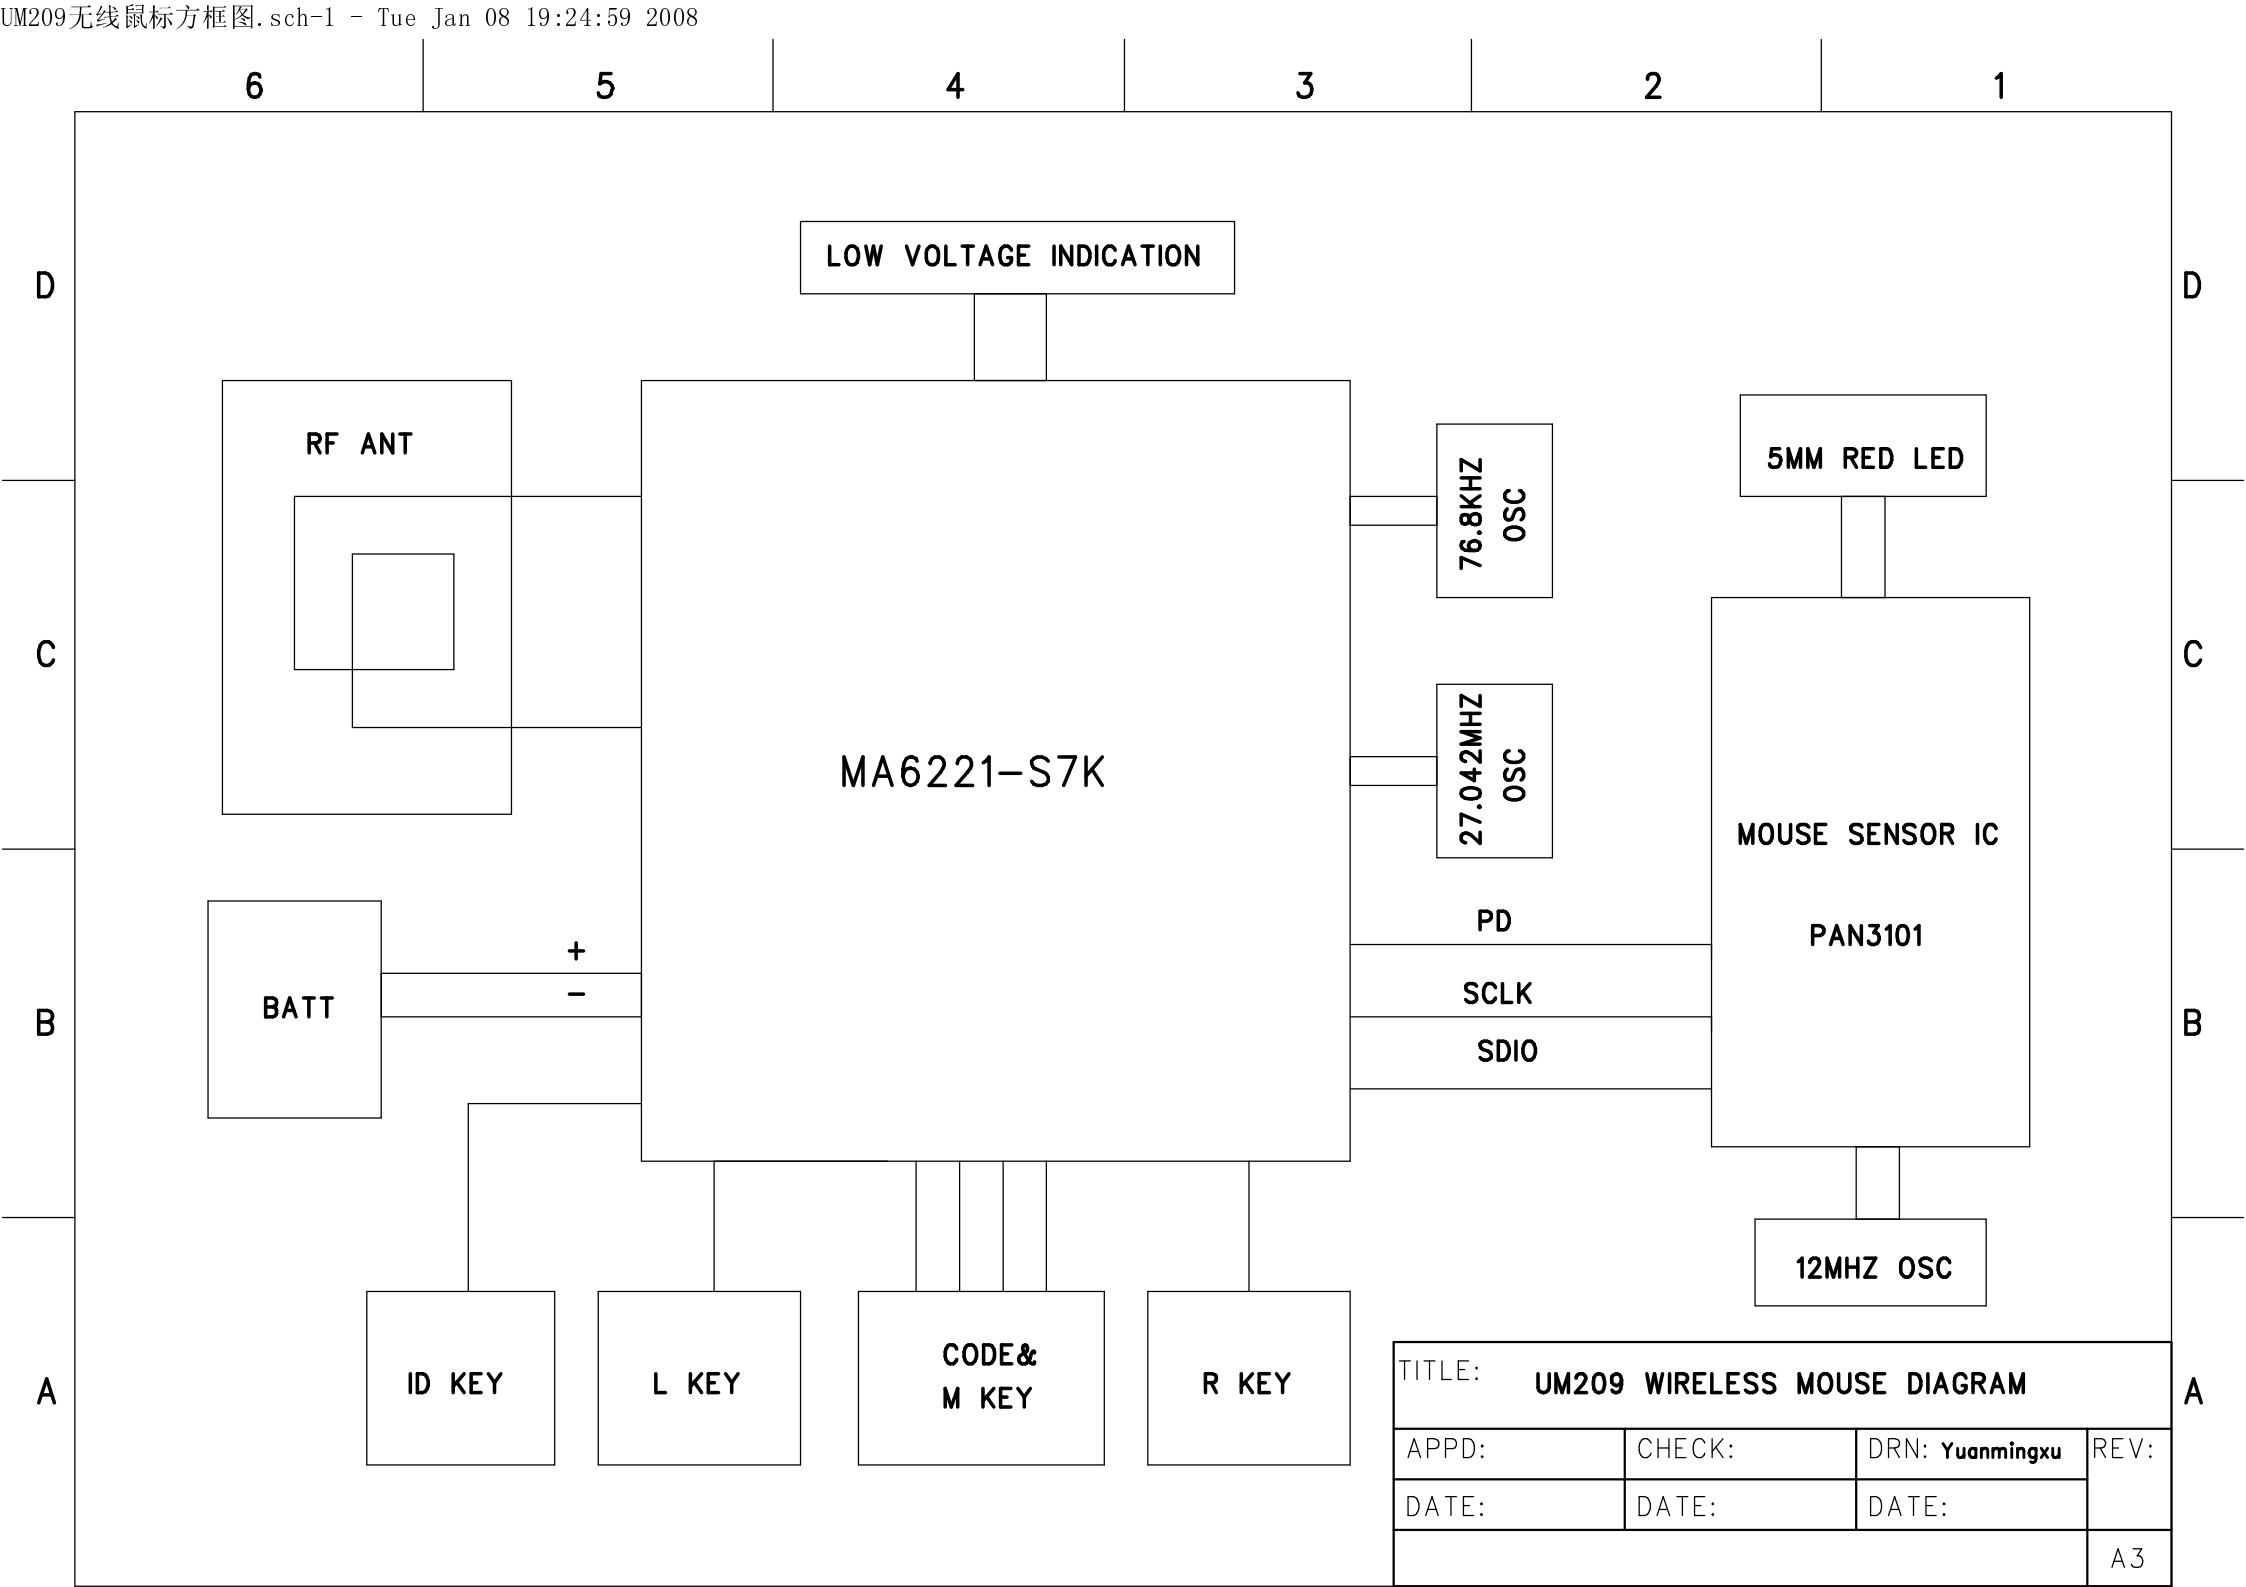 UM209无线鼠标方框图.sch-1 - Tue Jan 08 19:24:59 2008
6 5 4 3 2 1
LOW VOLTAGE INDICATION
D D
RF ANT
5MM RED LED
76.8KHZ
OSC
C C
27.042MHZ
OSC
MA6221-S7K
MOUSE SENSOR IC
PAN3101
PD
+
-
SCLK
BATT
B B
SDIO
12MHZ OSC
ID KEY
L KEY
CODE&
M KEY
R KEY
A A
TITLE: UM209 WIRELESS MOUSE DIAGRAM
APPD: CHECK: DRN: Yuanmingxu REV:
DATE: DATE: DATE:
A3